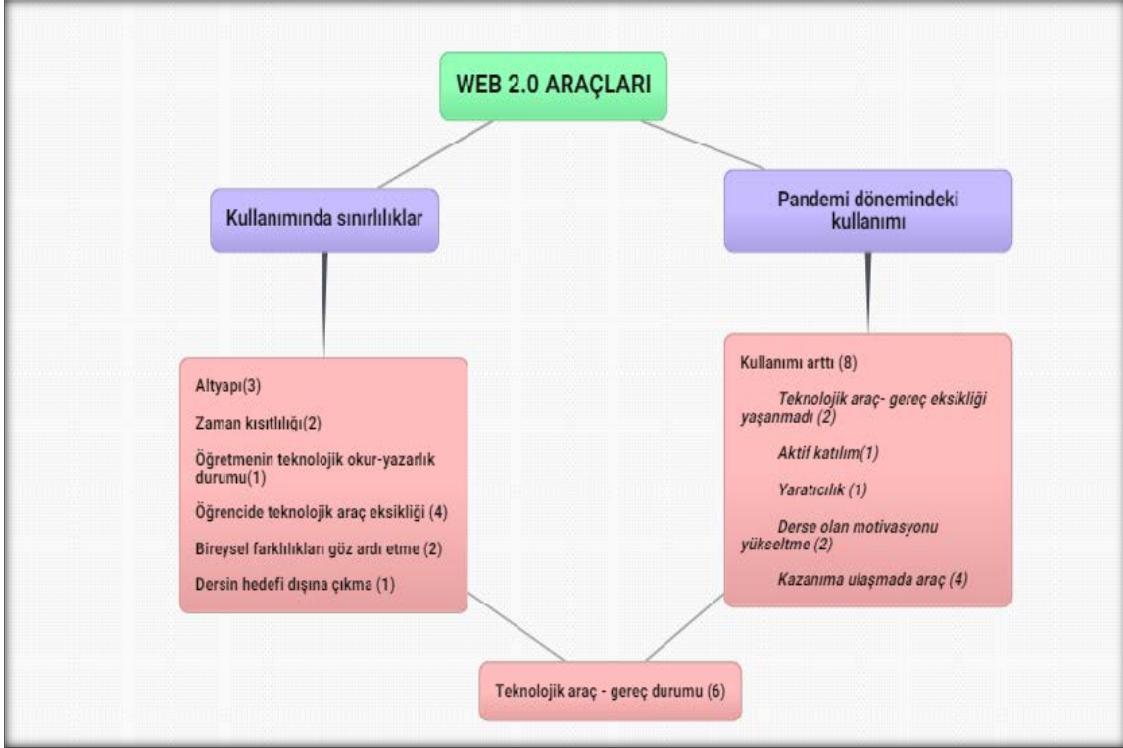 WEB 2.0 ARAÇLARI
Kullanımında sınırlılıklar
Pandemi dönemindeki
kullanımı
Altyapı(3)
Zaman kısıtlılığı(2)
Öğretmenin teknolojik okur-yazarlık
durumu(1)
Öğrencide teknolojik araç eksikliği (4)
Bireysel farklılıkları göz ardı etme (2)
Dersin hedefi dışına çıkma (1)
Kullanımı arttı (8)
Teknolojik araç- gereç eksikliği
yaşanmadı (2)
Aktif katılım(1)
Yaratıcılık (1)
Derse olan motivasyonu
yükseltme (2)
Kazanıma ulaşmada araç (4)
Teknolojik araç - gereç durumu (6)